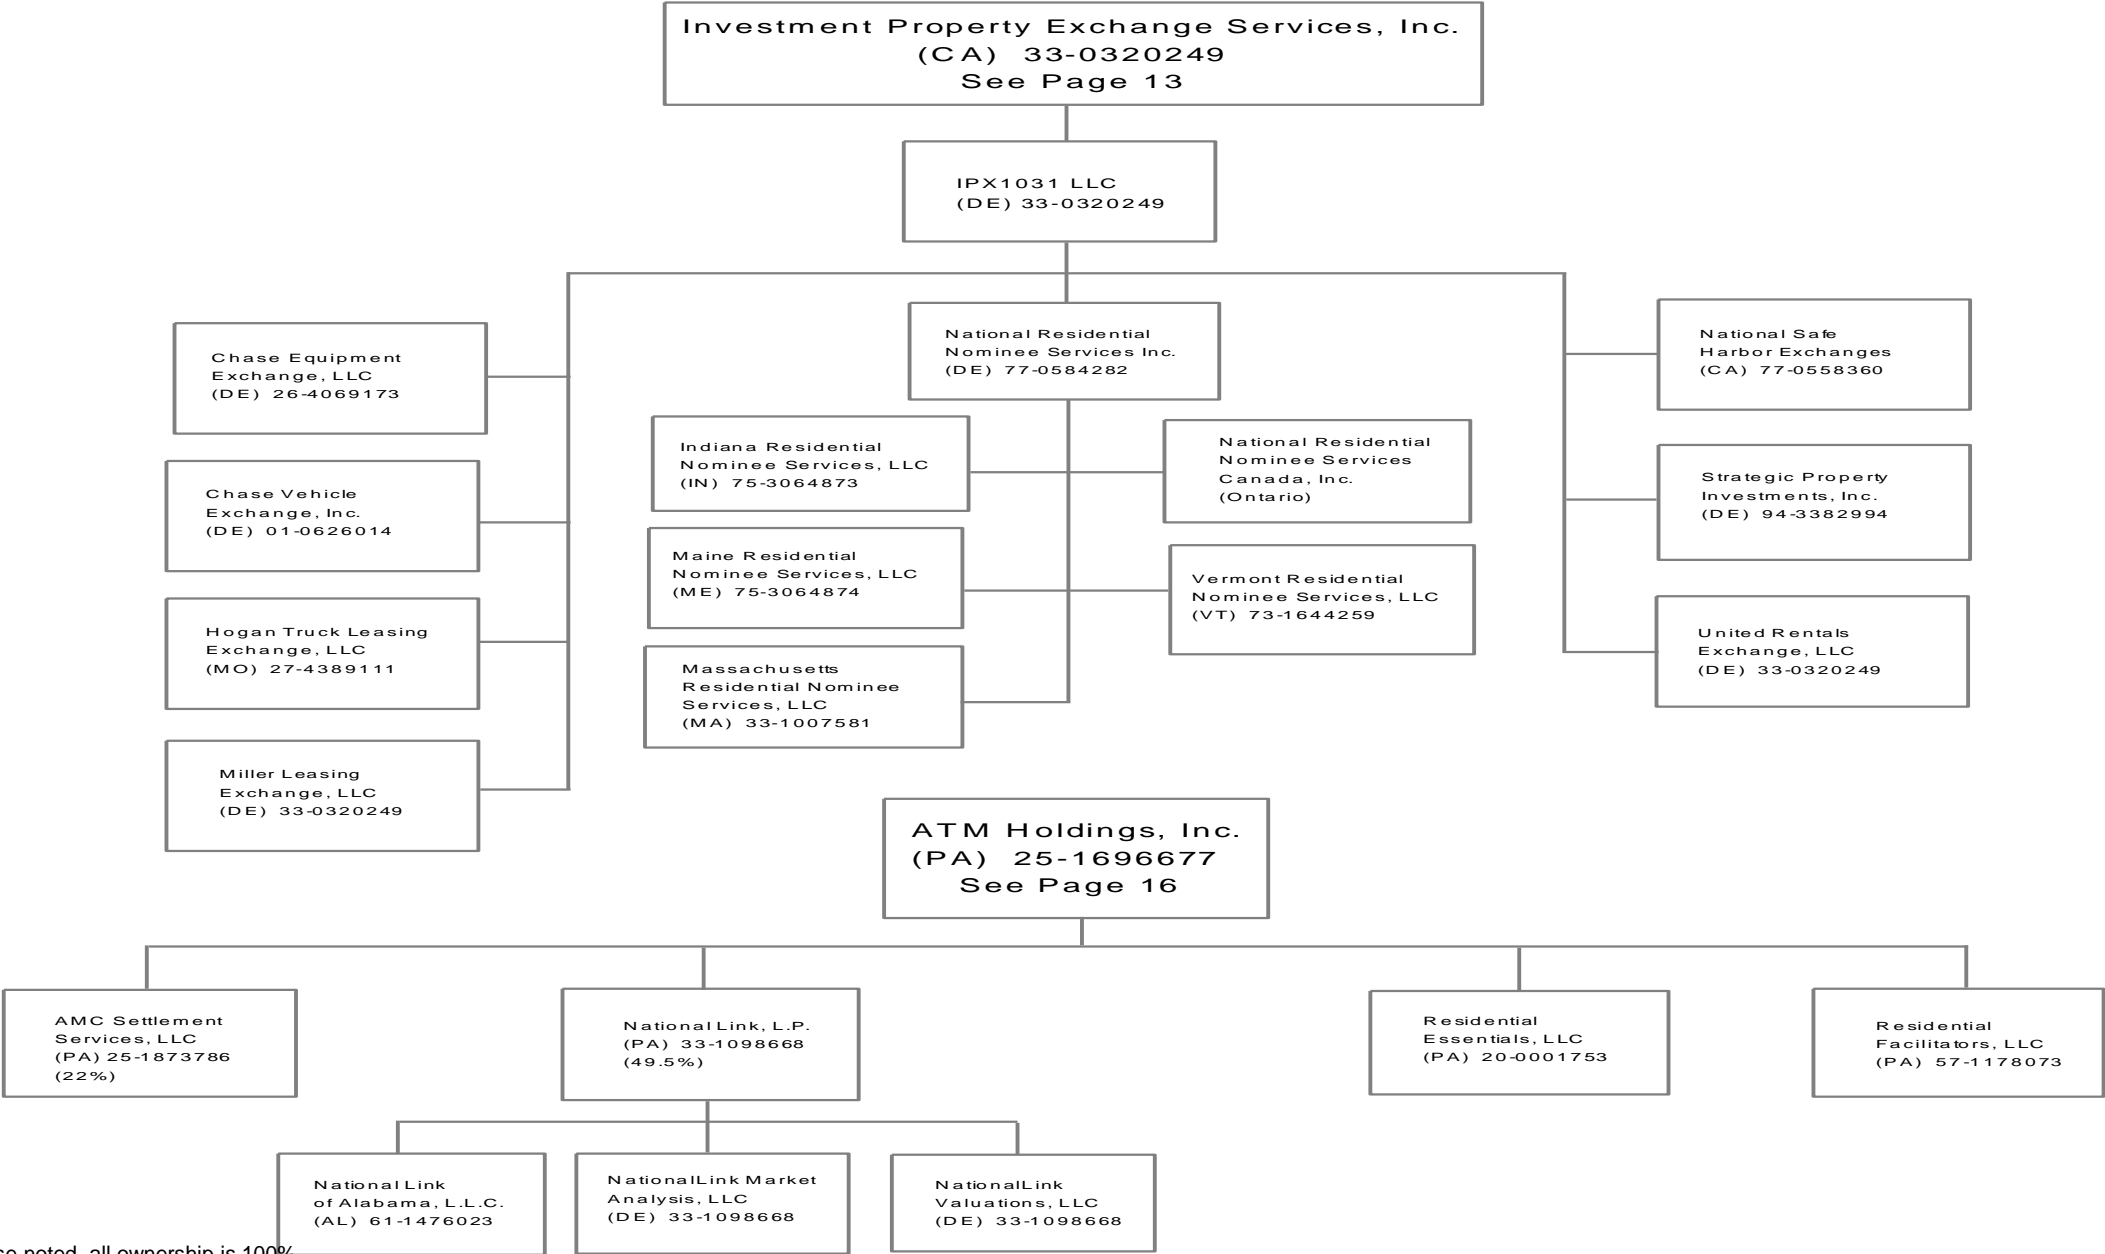 Investment Property Exchange Services, Inc.
(CA) 33-0320249
See Page 13
IPX1031 LLC
(DE) 33-0320249
Chase Equipment
Exchange, LLC
(DE) 26-4069173
Chase Vehicle
Exchange, Inc.
(DE) 01-0626014
Hogan Truck Leasing
Exchange, LLC
(MO) 27-4389111
Miller Leasing
Exchange, LLC
(DE) 33-0320249
National Residential
Nominee Services Inc.
(DE) 77-0584282
Indiana Residential
Nominee Services, LLC
(IN) 75-3064873
National Residential
Nominee Services
Canada, Inc.
(Ontario)
Maine Residential
Nominee Services, LLC
(ME) 75-3064874
Vermont Residential
Nominee Services, LLC
(VT) 73-1644259
Massachusetts
Residential Nominee
Services, LLC
(MA) 33-1007581
National Safe
Harbor Exchanges
(CA) 77-0558360
Strategic Property
Investments, Inc.
(DE) 94-3382994
United Rentals
Exchange, LLC
(DE) 33-0320249
ATM Holdings, Inc.
(PA) 25-1696677
See Page 16
AMC Settlement
Services, LLC
(PA) 25-1873786
(22%)
National Link, L.P.
(PA) 33-1098668
(49.5%)
Residential
Essentials, LLC
(PA) 20-0001753
Residential
Facilitators, LLC
(PA) 57-1178073
National Link
of Alabama, L.L.C.
(AL) 61-1476023
NationalLink Market
Analysis, LLC
(DE) 33-1098668
NationalLink
Valuations, LLC
(DE) 33-1098668
noted, all ownership is 100%